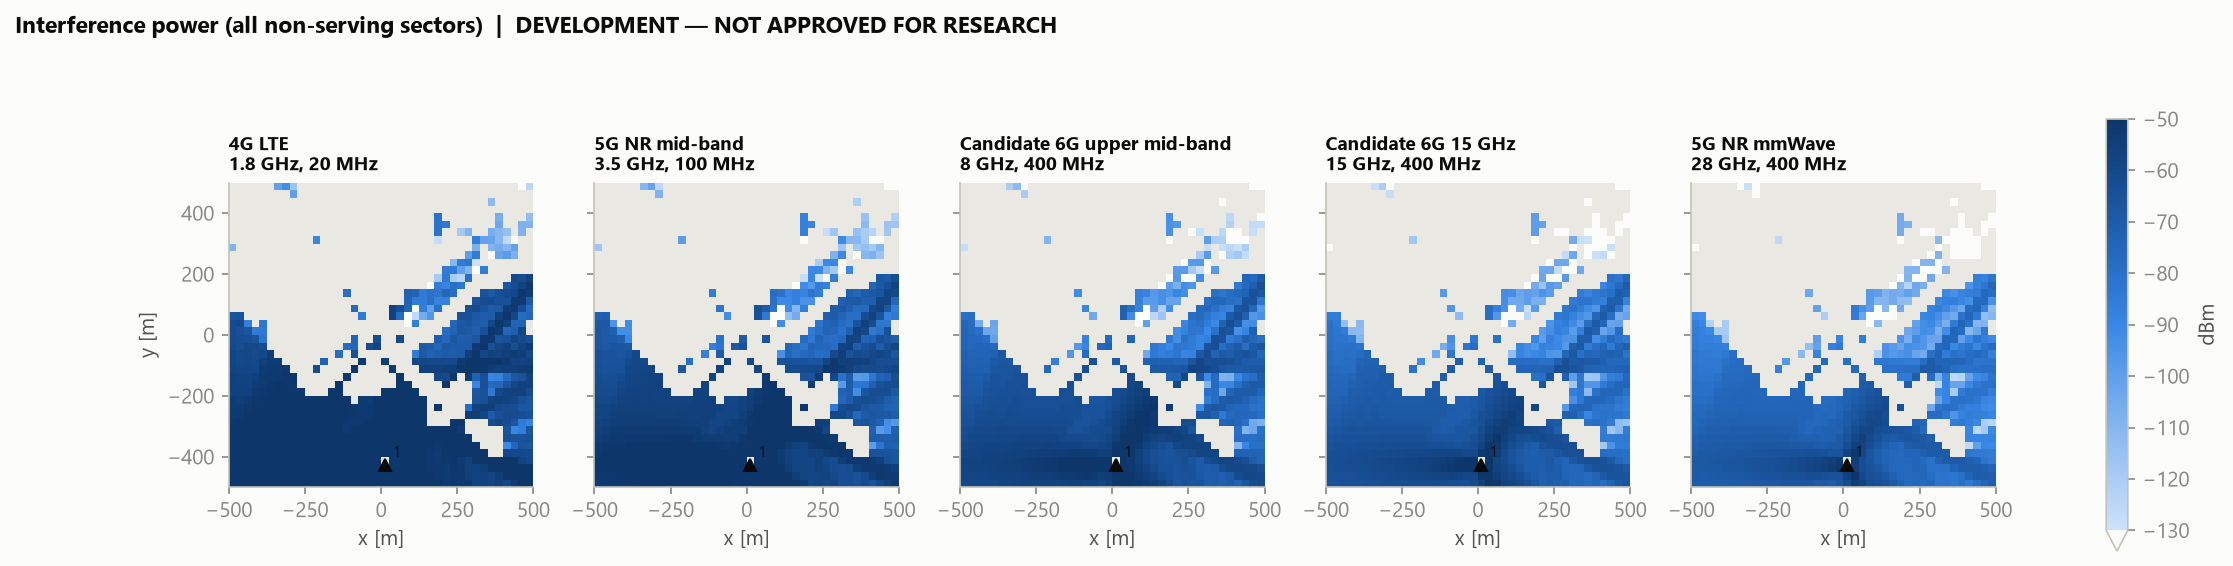 Interference power (all non-serving sectors) | DEVELOPMENT — NOT APPROVED FOR RESEARCH
4G LTE
1.8 GHz, 20 MHz
5G NR mid-band
3.5 GHz, 100 MHz
Candidate 6G upper mid-band
8 GHz, 400 MHz
Candidate 6G 15 GHz
15 GHz, 400 MHz
5G NR mmWave
28 GHz, 400 MHz
y [m]
400
200
0
−200
−400
1
1
1
1
1
−500 −250 0 250 500
−500 −250 0 250 500
−500 −250 0 250 500
−500 −250 0 250 500
−500 −250 0 250 500
x [m]
x [m]
x [m]
x [m]
x [m]
−50
−60
−70
−80
−90
−100
−110
−120
−130
dBm